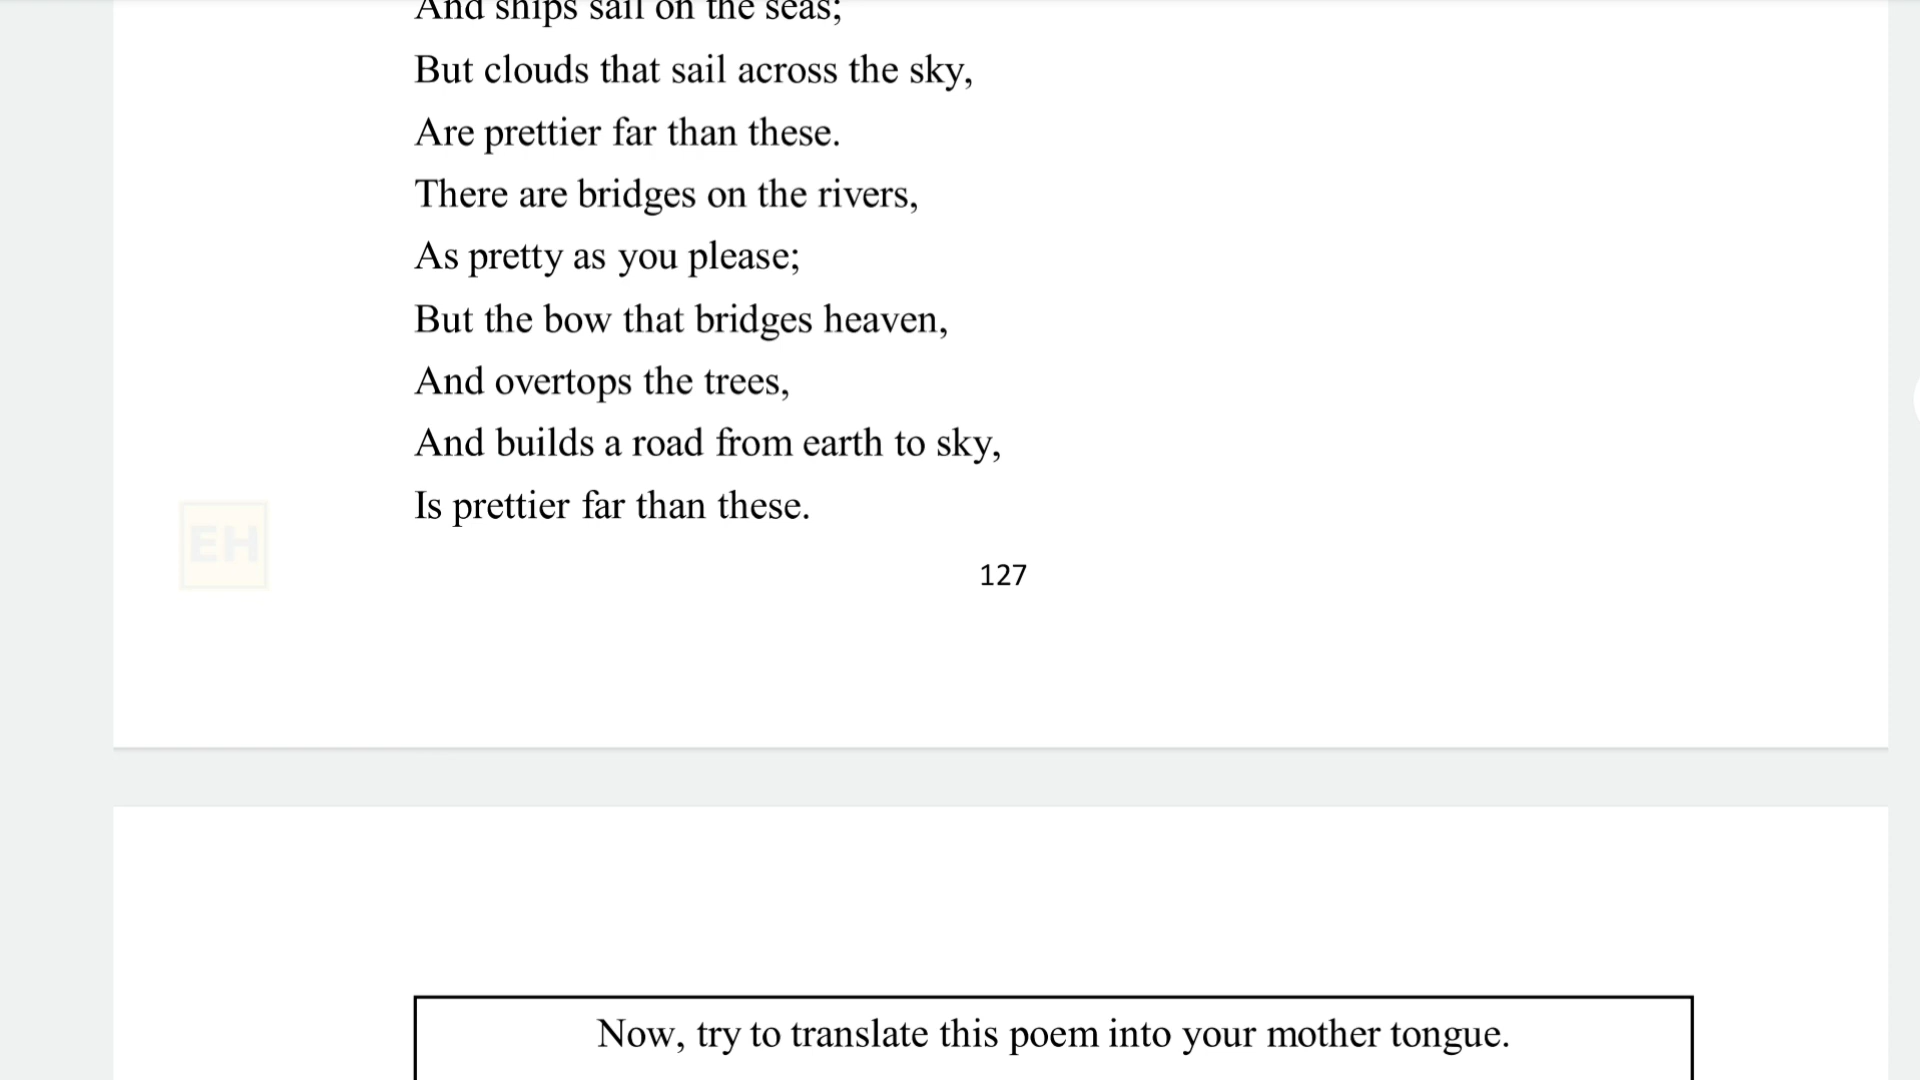 And ships sail on the seas;
But clouds that sail across the sky,
Are prettier far than these.
There are bridges on the rivers,
As pretty as you please;
But the bow that bridges heaven,
And overtops the trees,
And builds a road from earth to sky,
Is prettier far than these.
EH
127
Now, try to translate this poem into your mother tongue.